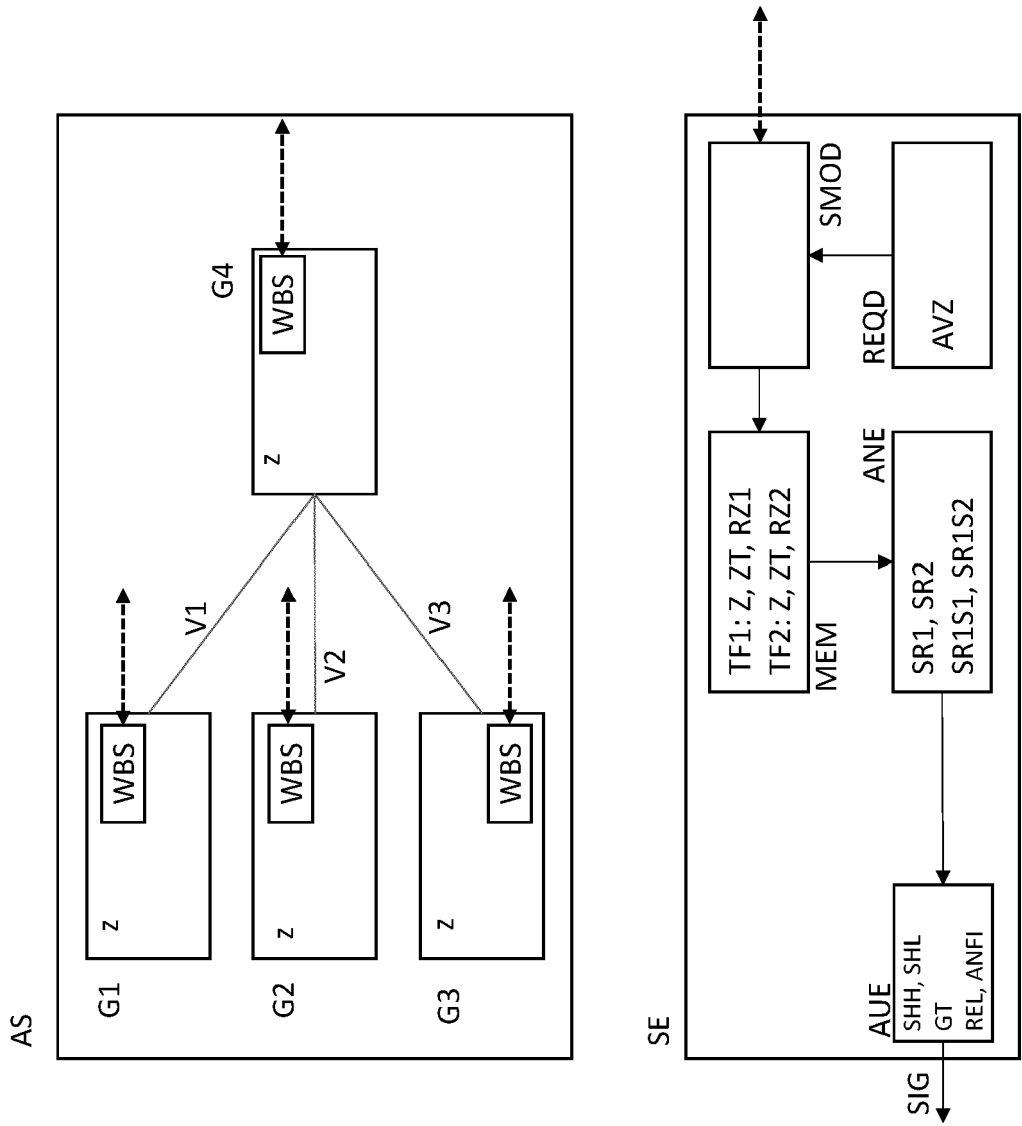 AS
G1
z
WBS
G2
z
WBS
G3
z
WBS
V1
V2
V3
G4
z
WBS
SE
SMOD
REQD
AVZ
TF1: Z, ZT, RZ1
TF2: Z, ZT, RZ2
MEM
ANE
SR1, SR2
SR1S1, SR1S2
AUE
SHH, SHL
GT
REL, ANFI
SIG